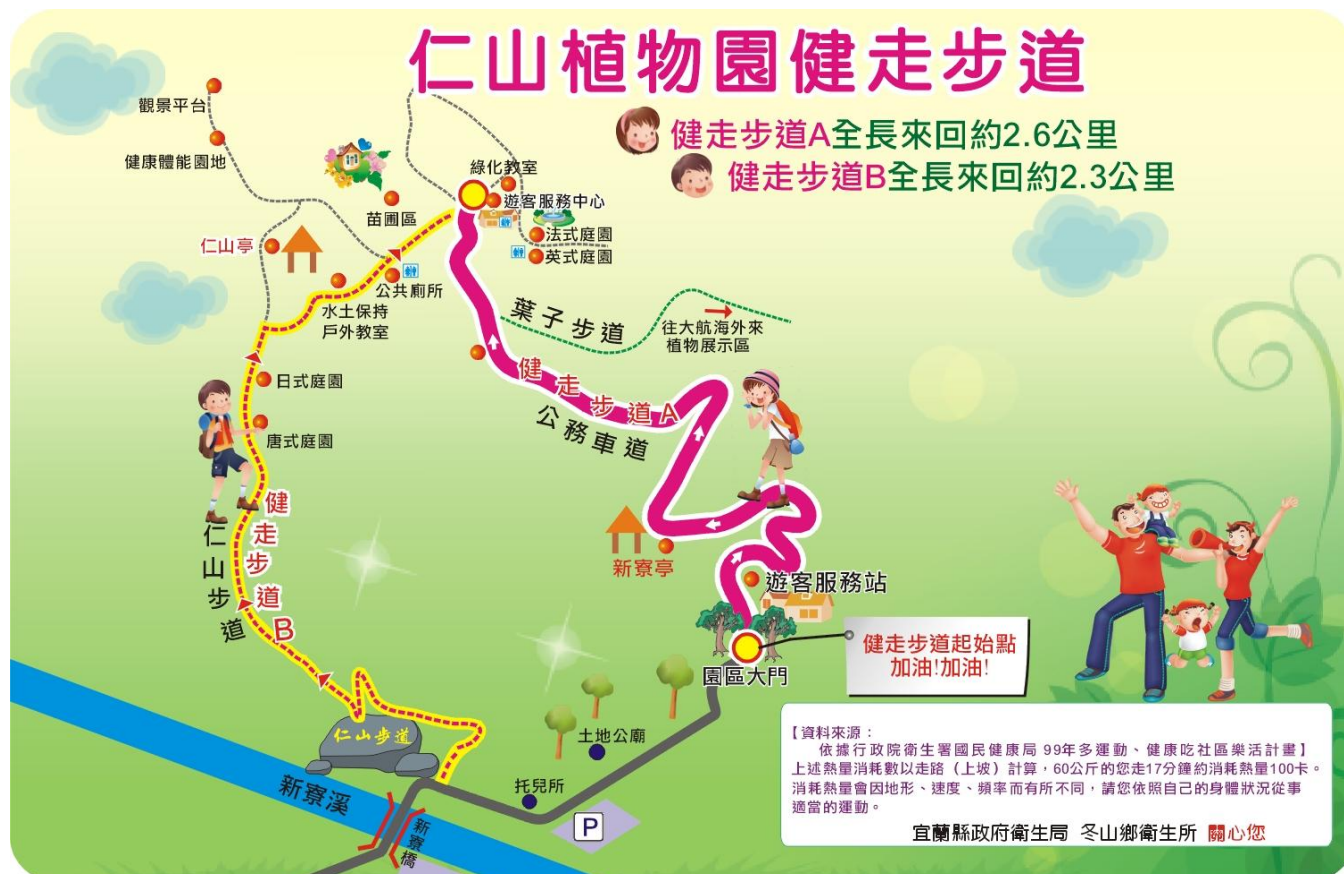 仁山植物園健走步道
健走步道A全長來回約2.6公里
健走步道B全長來回約2.3公里
觀景平台
健康體能園地
綠化教室
遊客服務中心
苗圃區
法式庭園
英式庭園
仁山亭
公共廁所
水土保持
戶外教室
葉子步道
往大航海外來
植物展示區
日式庭園
唐式庭園
健走步道A
公務車道
健走步道B
仁山步道
新寮亭
遊客服務站
園區大門
健走步道起始點
加油!加油!
仁山步道
土地公廟
托兒所
P
新寮溪
新寮橋
【資料來源：
依據行政院衛生署國民健康局 99年多運動、健康吃社區樂活計畫】
上述熱量消耗數以走路（上坡）計算，60公斤的您走17分鐘約消耗熱量100卡。
消耗熱量會因地形、速度、頻率而有所不同，請您依照自己的身體狀況從事
適當的運動。
宜蘭縣政府衛生局 冬山鄉衛生所 關心您